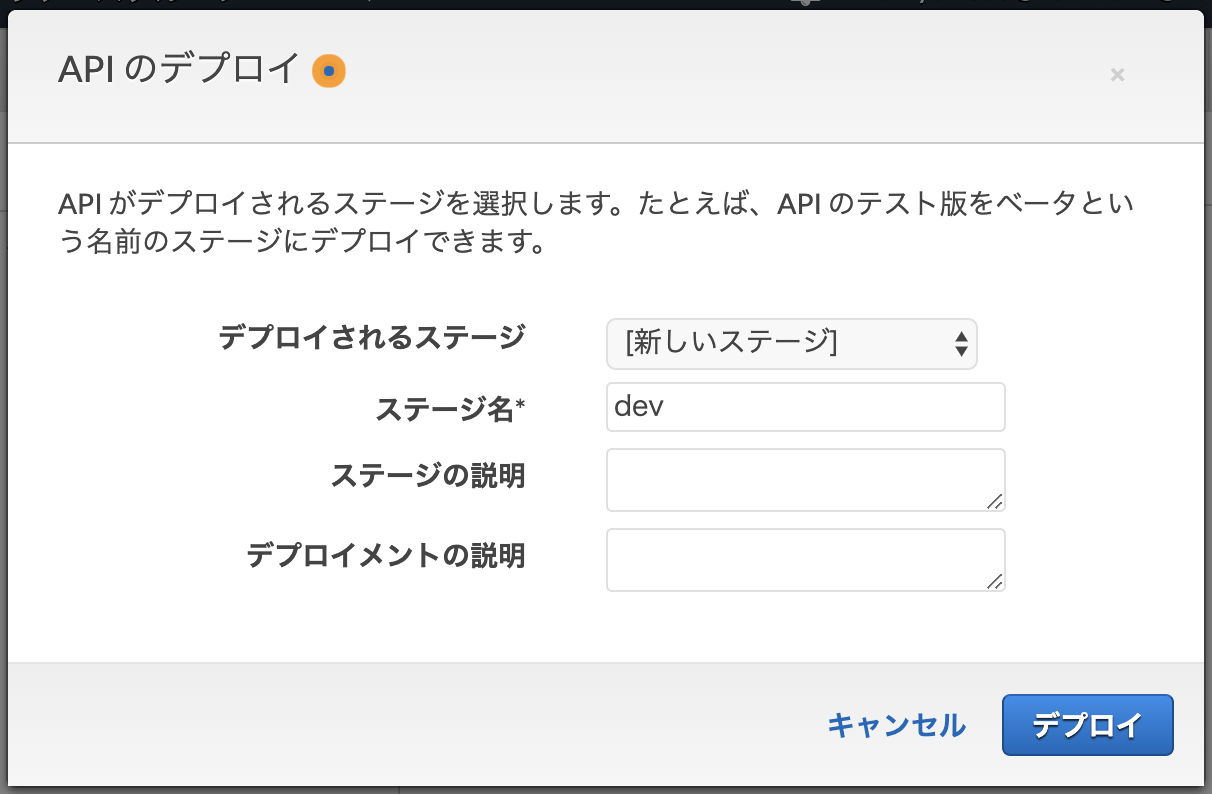 API のデプロイ
×
API がデプロイされるステージを選択します。たとえば、API のテスト版をベータとい
う名前のステージにデプロイできます。
デプロイされるステージ [新しいステージ]
ステージ名* dev
ステージの説明
デプロイメントの説明
キャンセル デプロイ